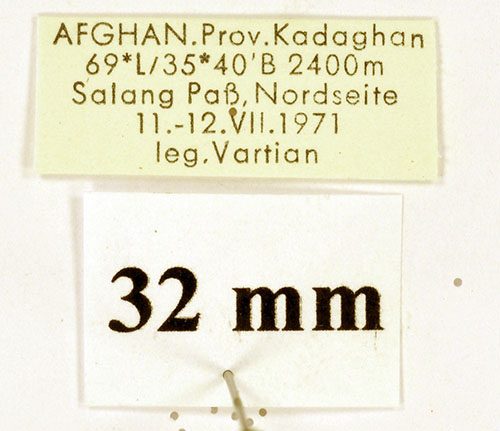 AFGHAN.Prov.Kadaghan
69*L/35*40'B 2400m
Salang Paß,Nordseite
11.-12.VII.1971
leg.Vartian
32 mm